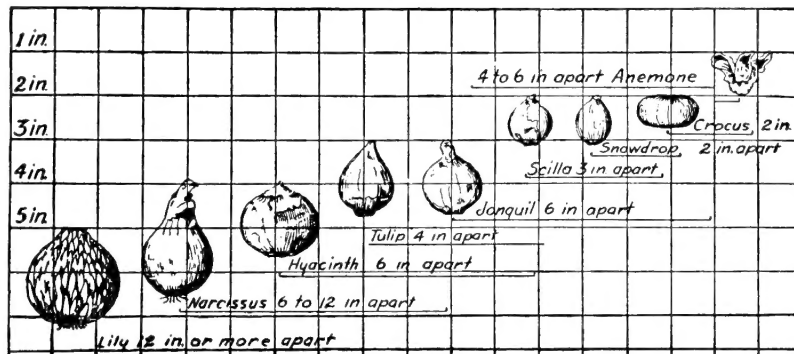 1 in.
2 in.
4 to 6 in apart Anemone
3 in.
Crocus, 2 in.
Snowdrop, 2 in. apart
4 in.
Scilla 3 in apart
Jonquil 6 in apart
5 in.
Tulip 4 in apart
Hyacinth 6 in apart
Narcissus 6 to 12 in apart
Lily 12 in. or more apart